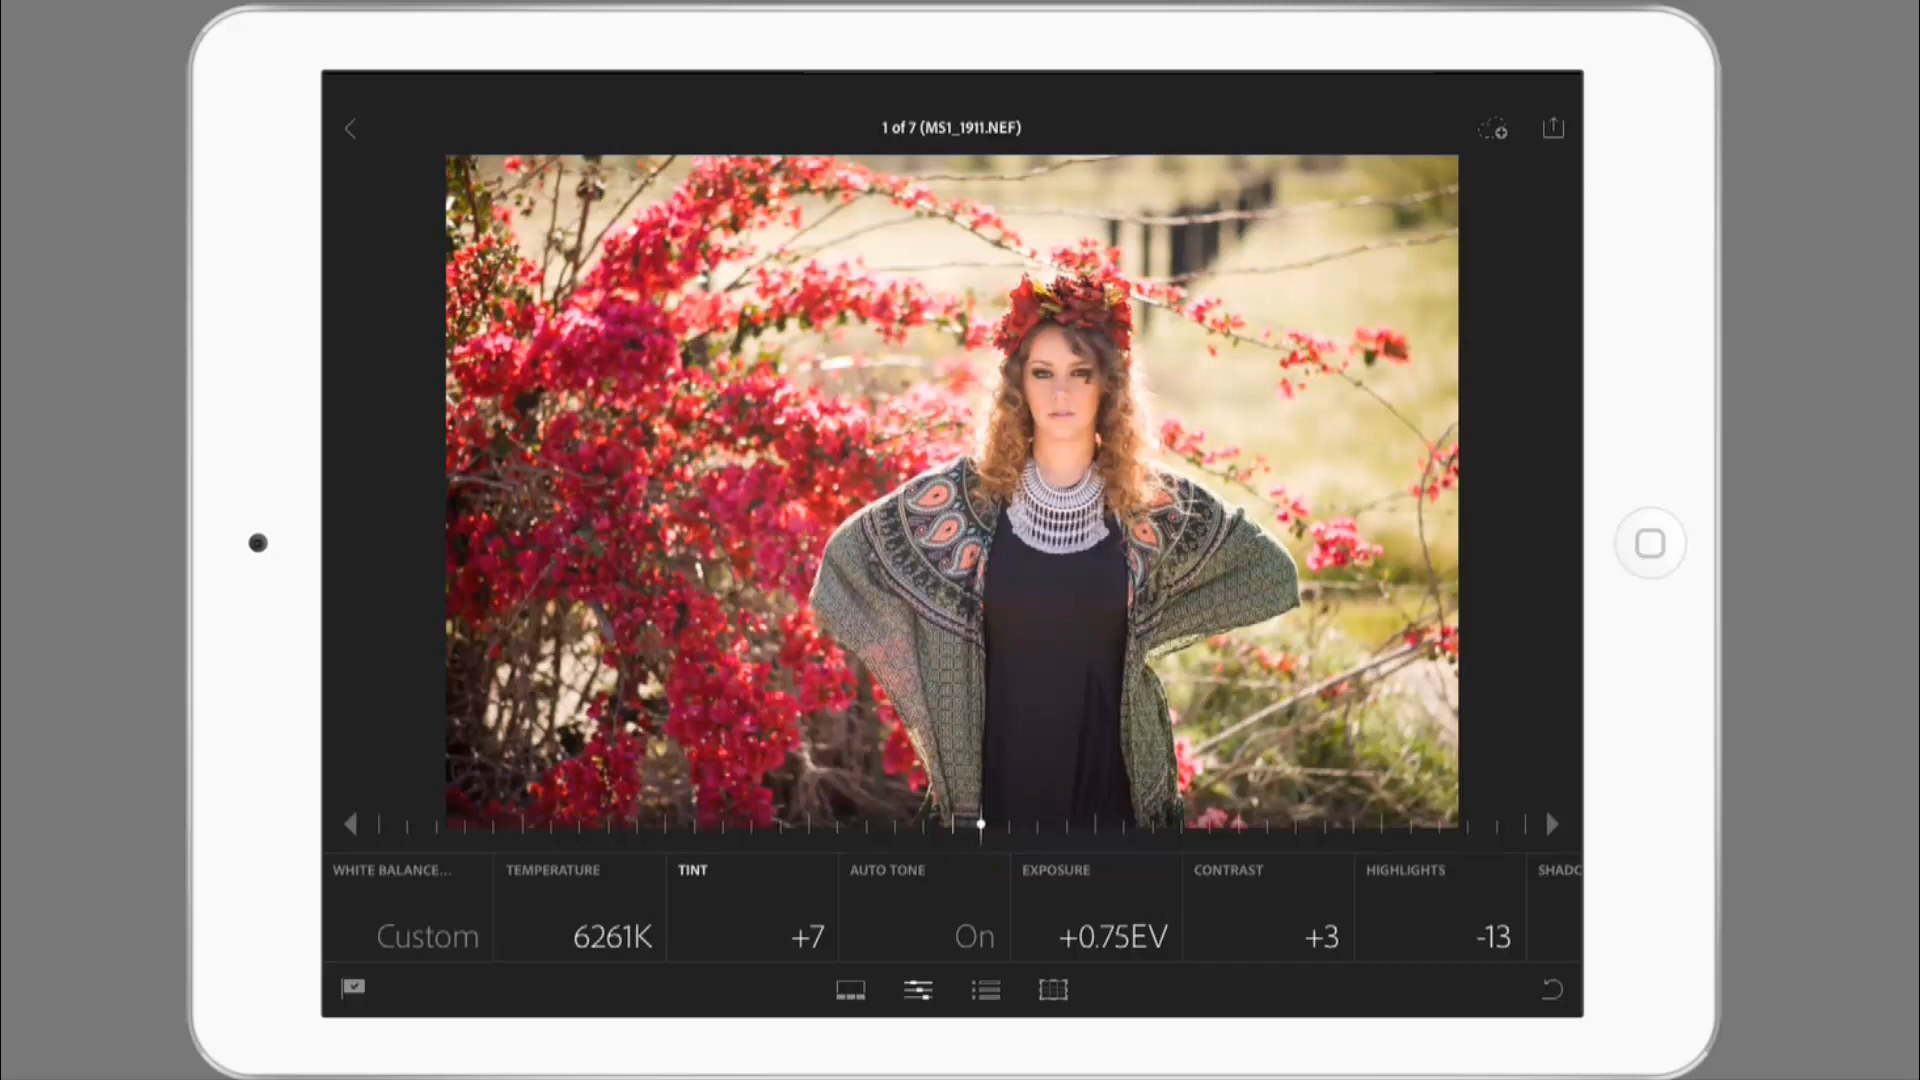 1 of 7 (MS1_1911.NEF)
WHITE BALANCE... TEMPERATURE TINT AUTO TONE EXPOSURE CONTRAST HIGHLIGHTS SHADC
Custom 6261K +7 On +0.75EV +3 -13